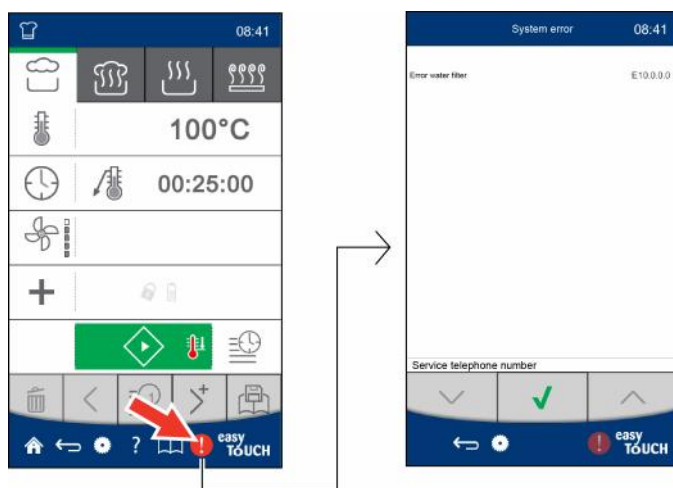 08:41
100°C
00:25:00
?
!
easy
TOUCH
System error 08:41
Error water filter E10.0.0.0
Service telephone number
!
easy
TOUCH